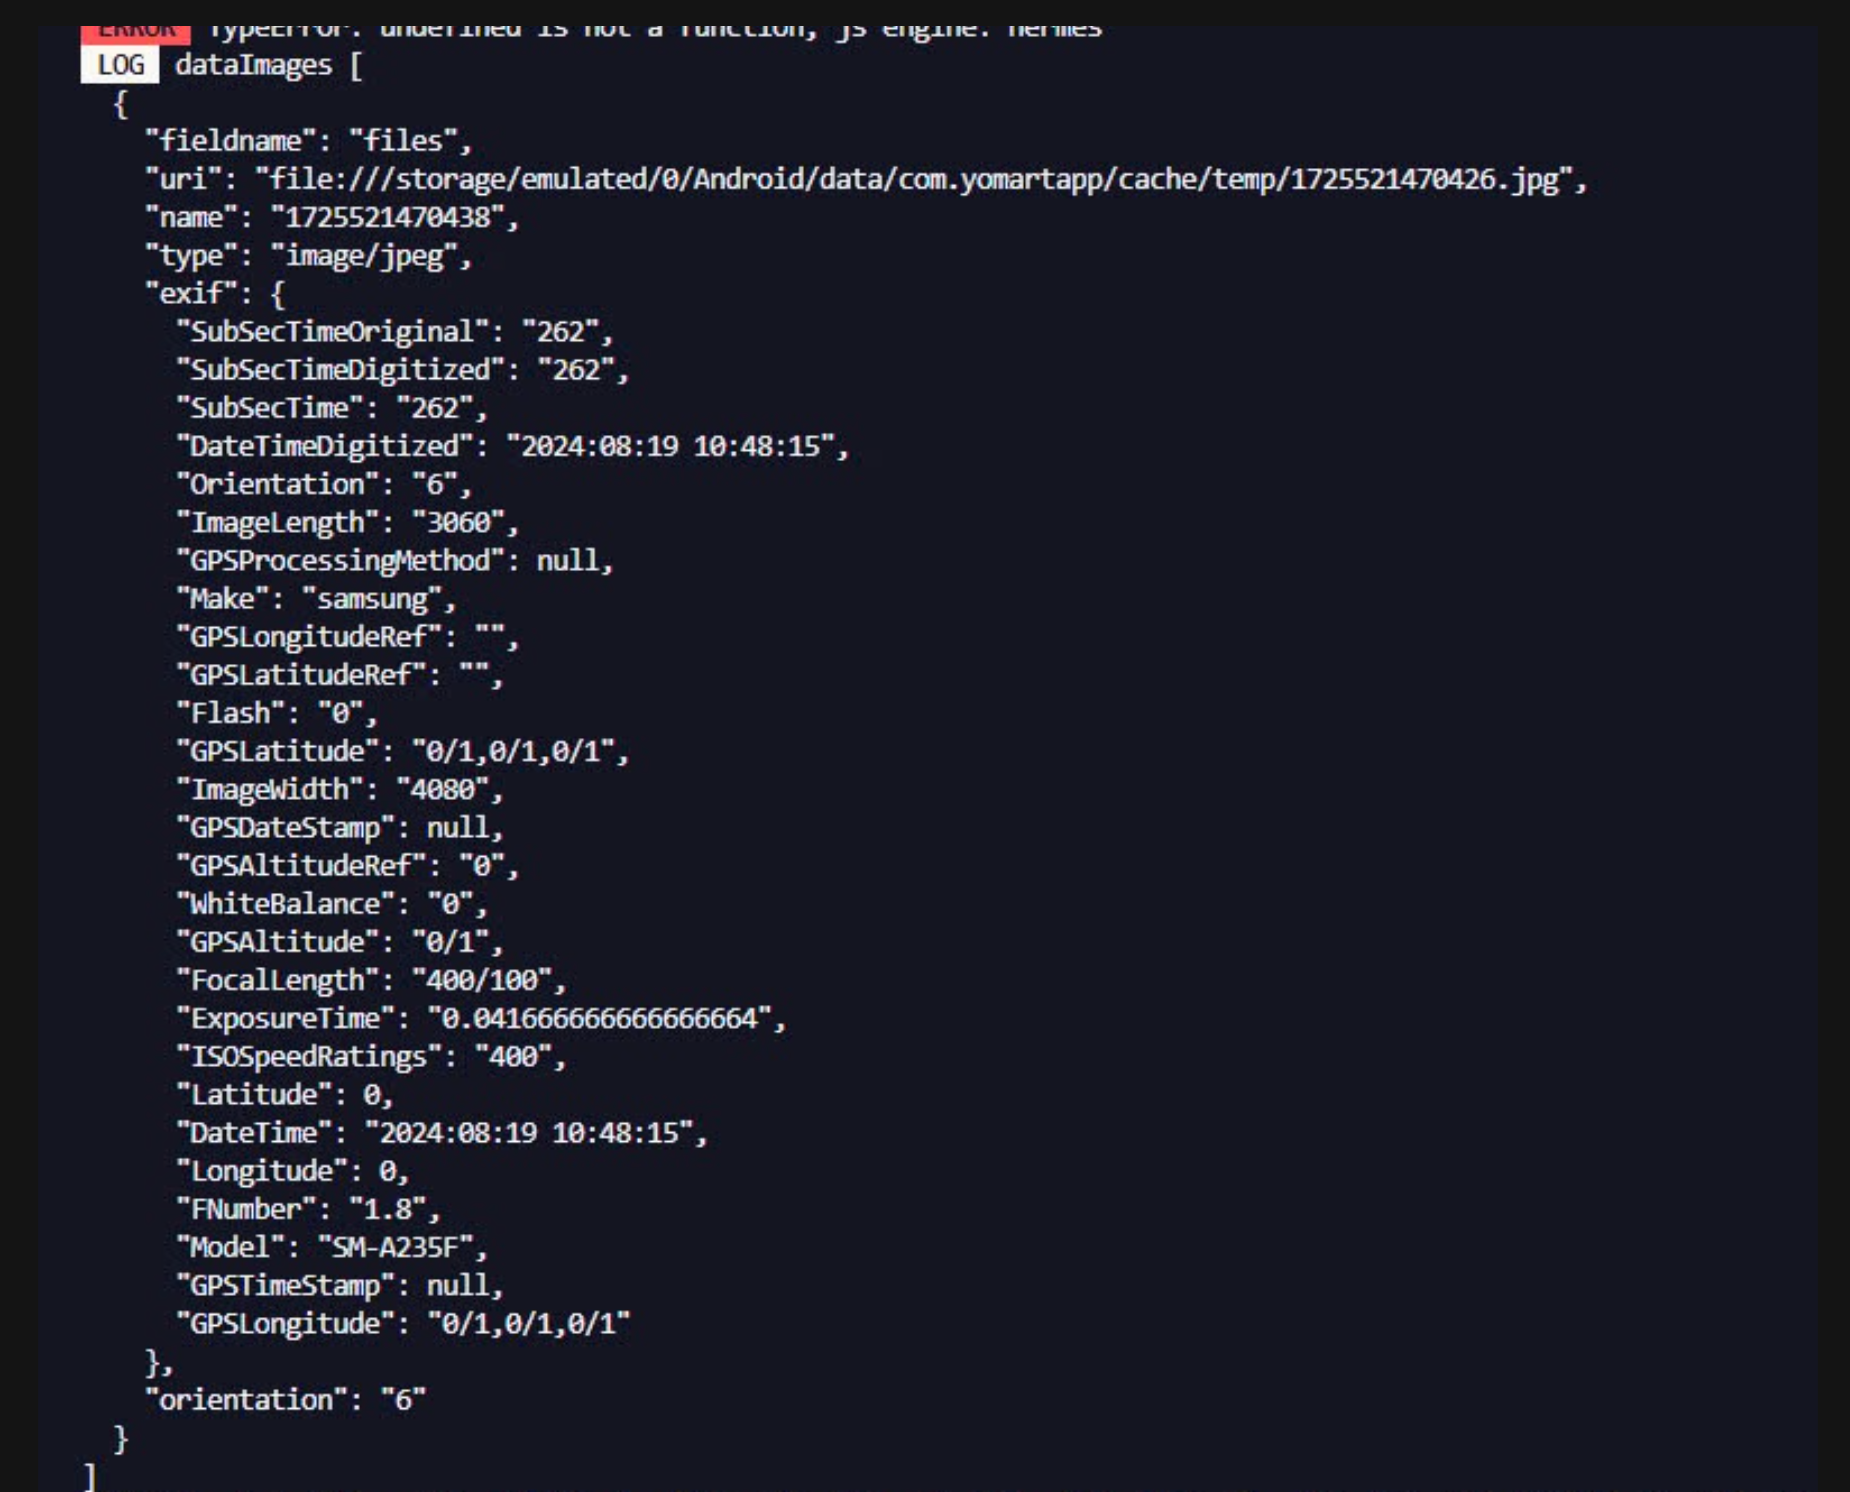 ERROR TypeError: undefined is not a function, js engine: hermes
LOG dataImages [
{
"fieldname": "files",
"uri": "file:///storage/emulated/0/Android/data/com.yomartapp/cache/temp/1725521470426.jpg",
"name": "1725521470438",
"type": "image/jpeg",
"exif": {
"SubSecTimeOriginal": "262",
"SubSecTimeDigitized": "262",
"SubSecTime": "262",
"DateTimeDigitized": "2024:08:19 10:48:15",
"Orientation": "6",
"ImageLength": "3060",
"GPSProcessingMethod": null,
"Make": "samsung",
"GPSLongitudeRef": "",
"GPSLatitudeRef": "",
"Flash": "0",
"GPSLatitude": "0/1,0/1,0/1",
"ImageWidth": "4080",
"GPSDateStamp": null,
"GPSAltitudeRef": "0",
"WhiteBalance": "0",
"GPSAltitude": "0/1",
"FocalLength": "400/100",
"ExposureTime": "0.041666666666666664",
"ISOSpeedRatings": "400",
"Latitude": 0,
"DateTime": "2024:08:19 10:48:15",
"Longitude": 0,
"FNumber": "1.8",
"Model": "SM-A235F",
"GPSTimeStamp": null,
"GPSLongitude": "0/1,0/1,0/1"
},
"orientation": "6"
}
]